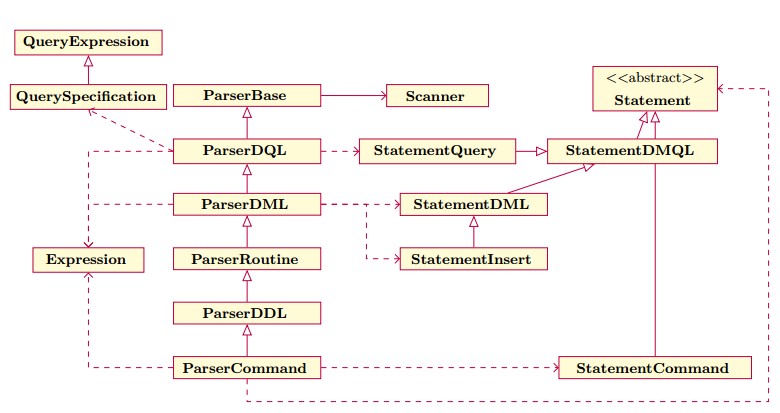 QueryExpression
<<abstract>>
Statement
QuerySpecification
ParserBase
Scanner
ParserDQL
StatementQuery
StatementDMQL
ParserDML
StatementDML
Expression
ParserRoutine
StatementInsert
ParserDDL
ParserCommand
StatementCommand